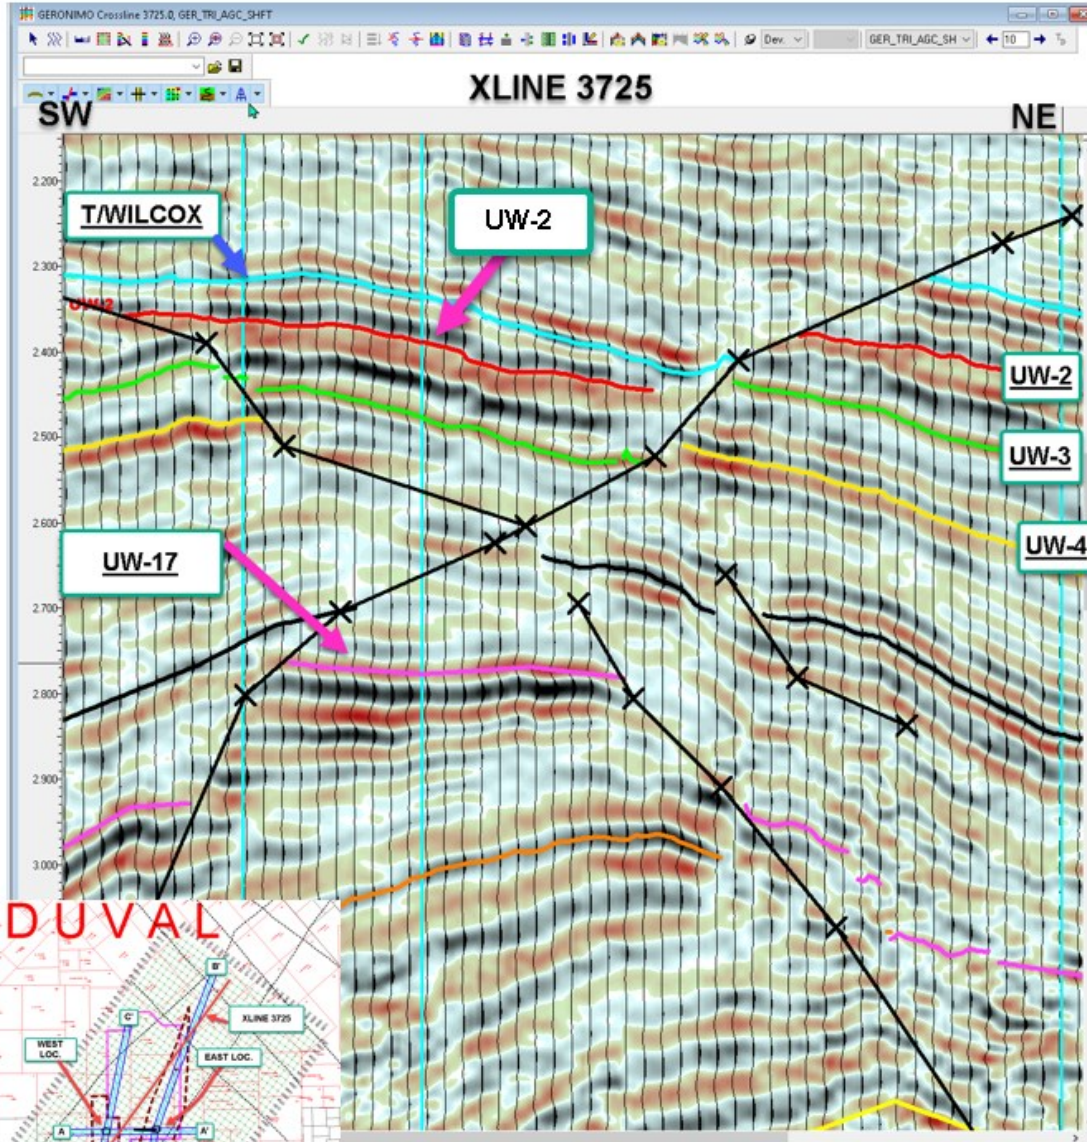 GERONIMO Crossline 3725.0, GER_TRI_AGC_SHFT
Dev.
GER_TRI_AGC_SH
10
XLINE 3725
SW
NE
2.200
T/WILCOX
UW-2
2.300
UW-2
2.400
UW-2
UW-3
2.500
UW-4
2.600
UW-17
2.700
2.800
2.900
3.000
DUVAL
B'
C'
XLINE 3725
WEST
LOC.
EAST LOC.
A
A'